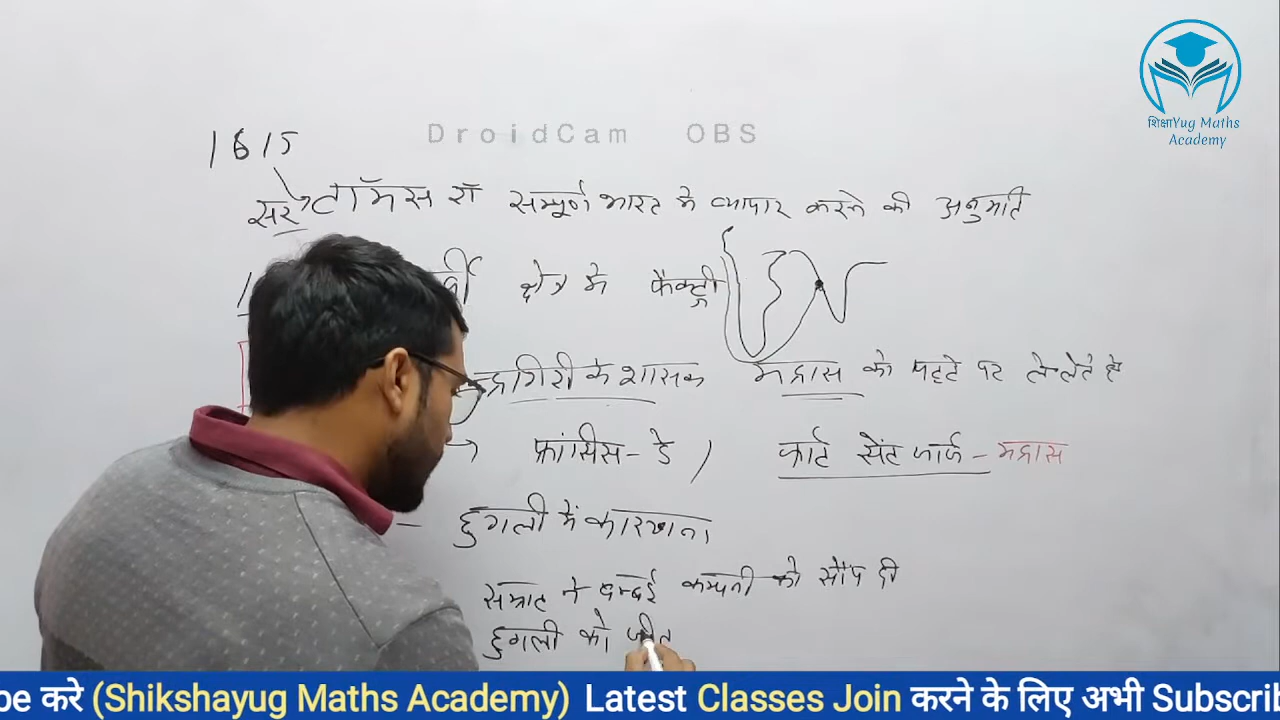 शिक्षाYug Maths
Academy
DroidCam OBS
1615
सर टॉमस रॉ सम्पूर्ण भारत मे व्यापार करने की अनुमति
र्वी क्षेत्र मे फैक्ट्री
द्रागिरी के शासक मद्रास को पट्टे पर ले लेते है
→ फ्रांसिस - डे / फोर्ट सेंट जार्ज - मद्रास
- हुगली में कारखाना
सम्राट ने बम्बई कम्पनी को सौंप दी
हुगली को जीत
be करे (Shikshayug Maths Academy) Latest Classes Join करने के लिए अभी Subscrib